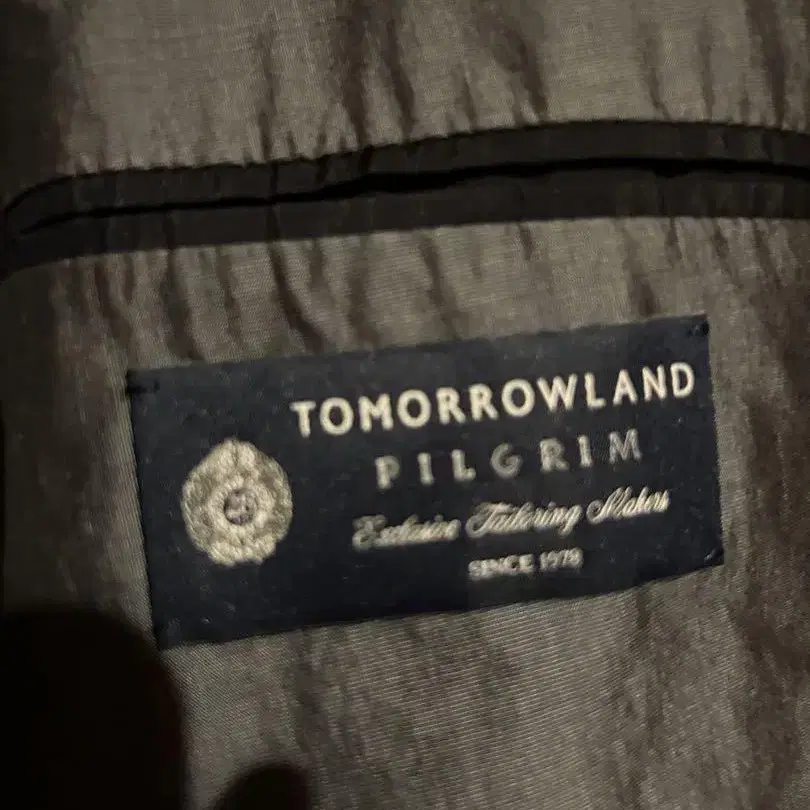 TOMORROWLAND
PILGRIM
Exclusive Tailoring Makers
SINCE 1978